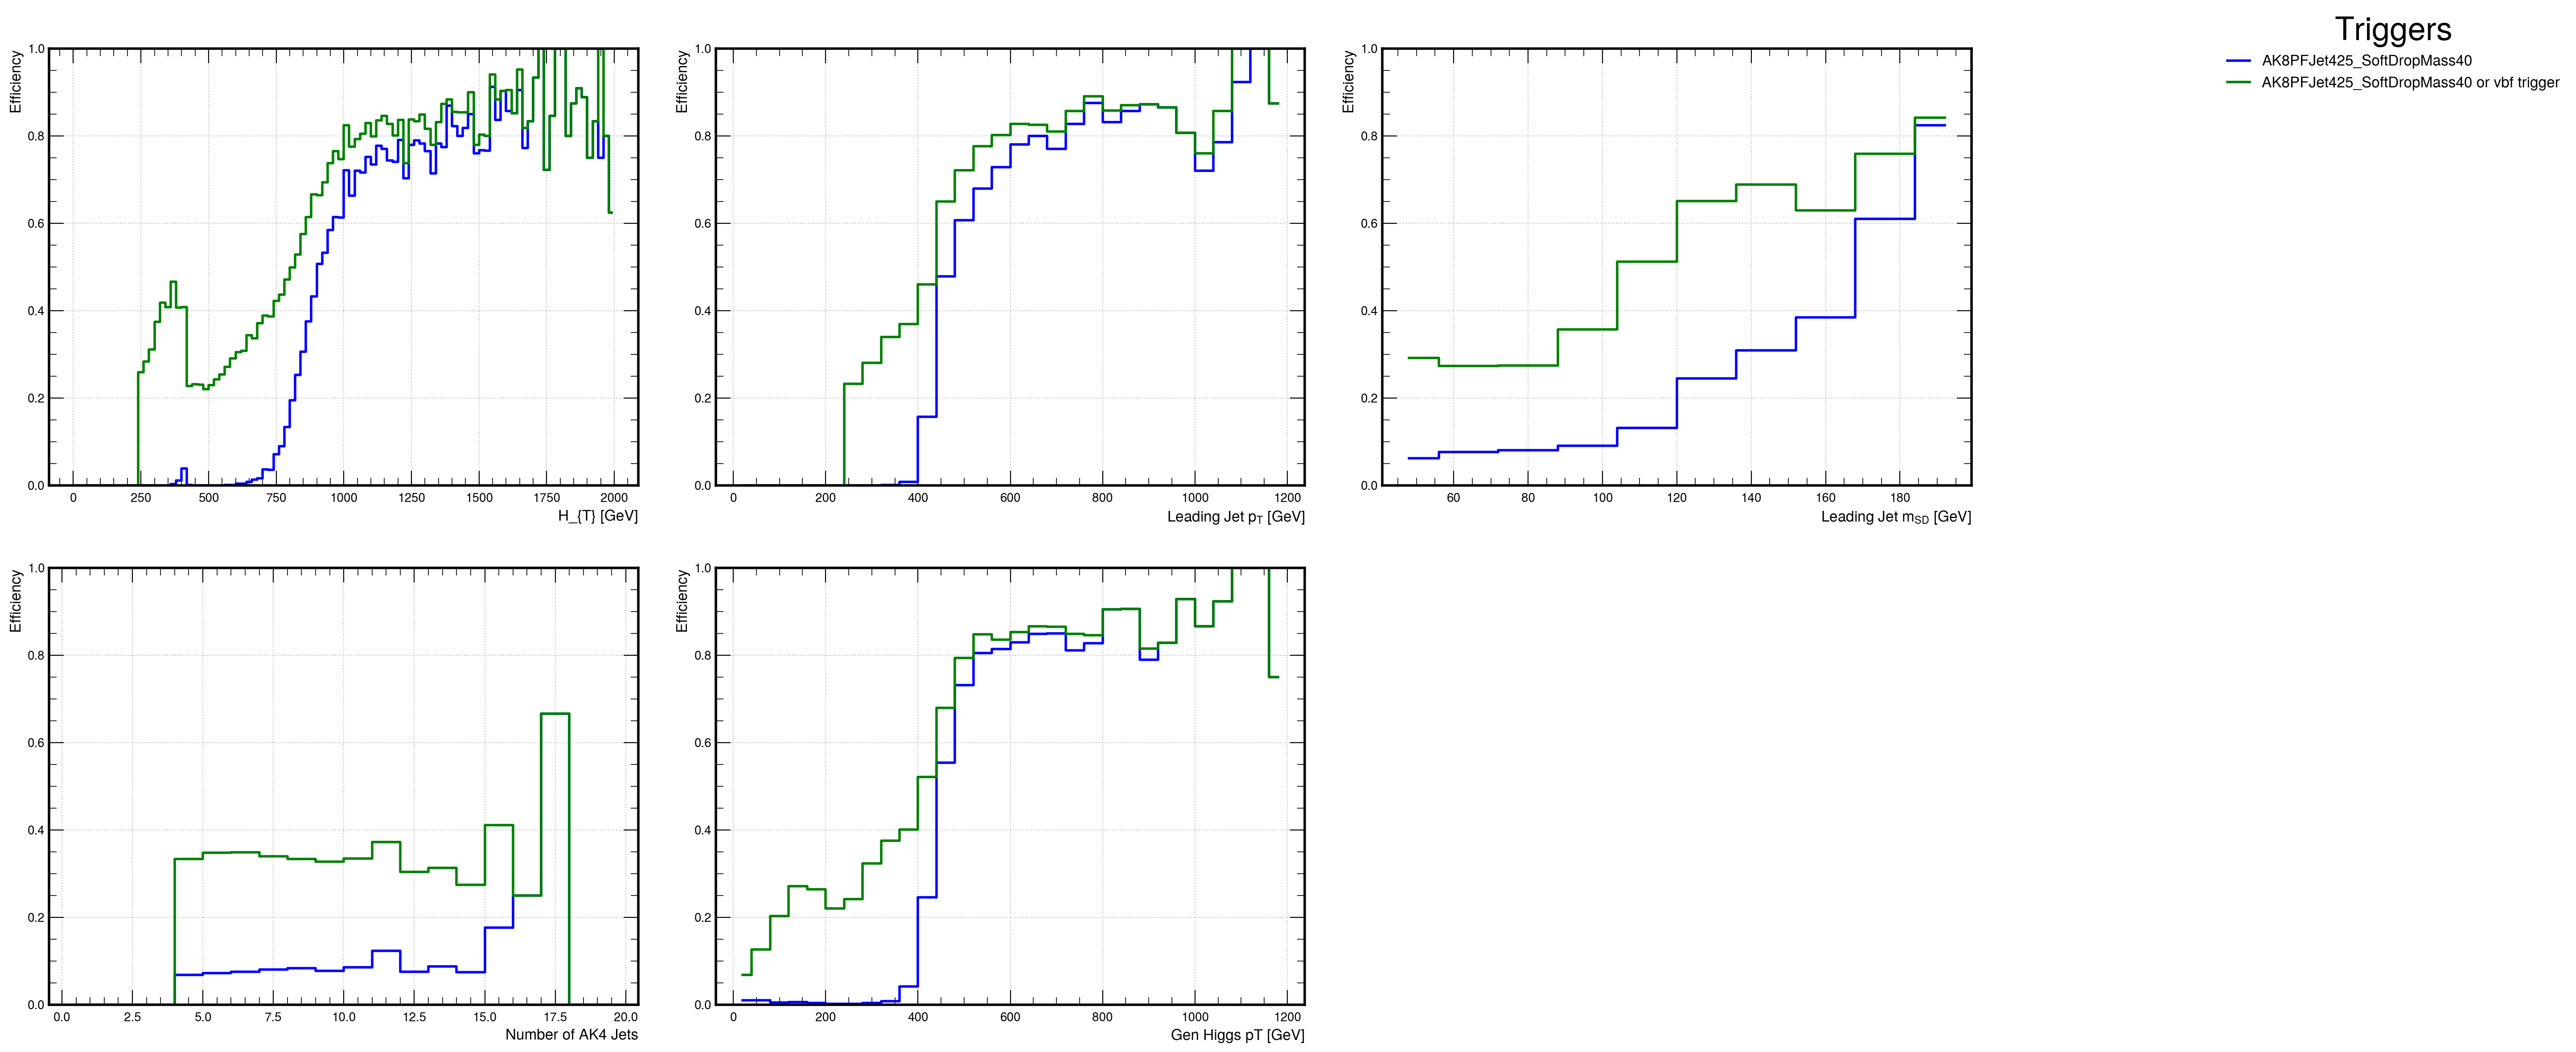 Triggers
AK8PFJet425_SoftDropMass40
AK8PFJet425_SoftDropMass40 or vbf trigger
Efficiency
1.0
0.8
0.6
0.4
0.2
0.0
0 250 500 750 1000 1250 1500 1750 2000
H_{T} [GeV]
Efficiency
1.0
0.8
0.6
0.4
0.2
0.0
0 200 400 600 800 1000 1200
Leading Jet pT [GeV]
Efficiency
1.0
0.8
0.6
0.4
0.2
0.0
60 80 100 120 140 160 180
Leading Jet mSD [GeV]
Efficiency
1.0
0.8
0.6
0.4
0.2
0.0
0.0 2.5 5.0 7.5 10.0 12.5 15.0 17.5 20.0
Number of AK4 Jets
Efficiency
1.0
0.8
0.6
0.4
0.2
0.0
0 200 400 600 800 1000 1200
Gen Higgs pT [GeV]